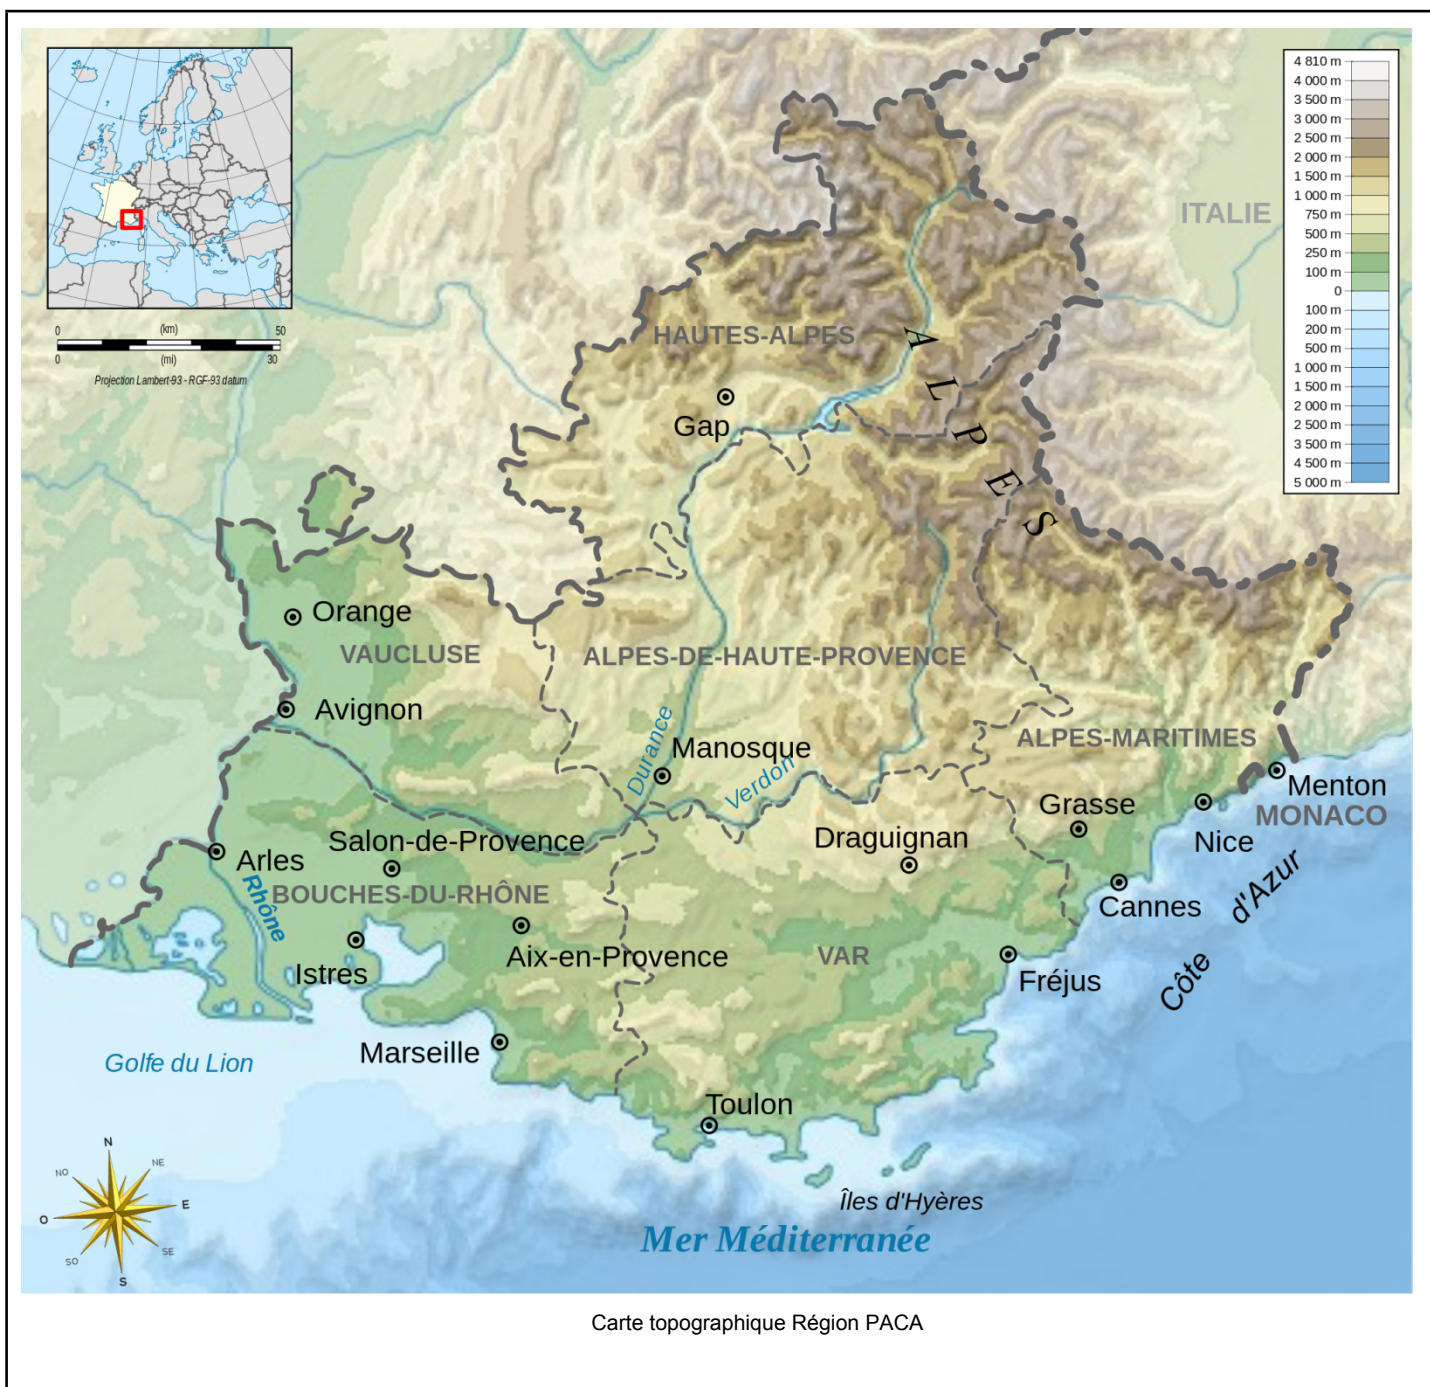 4 810 m
4 000 m
3 500 m
3 000 m
2 500 m
2 000 m
1 500 m
1 000 m
750 m
500 m
250 m
100 m
0
100 m
200 m
500 m
1 000 m
1 500 m
2 000 m
2 500 m
3 500 m
4 500 m
5 000 m
0 (km) 50
0 (mi) 30
Projection Lambert-93 - RGF-93 datum
ITALIE
HAUTES-ALPES
ALPES
Gap
Orange
VAUCLUSE
ALPES-DE-HAUTE-PROVENCE
Avignon
Durance
Manosque
Verdon
ALPES-MARITIMES
Menton
MONACO
Grasse
Nice
Salon-de-Provence
Draguignan
Arles
Rhône
BOUCHES-DU-RHÔNE
Cannes
Côte d'Azur
Istres
Aix-en-Provence
VAR
Fréjus
Marseille
Golfe du Lion
Toulon
Îles d'Hyères
Mer Méditerranée
N
NO
NE
O
E
SO
SE
S
Carte topographique Région PACA